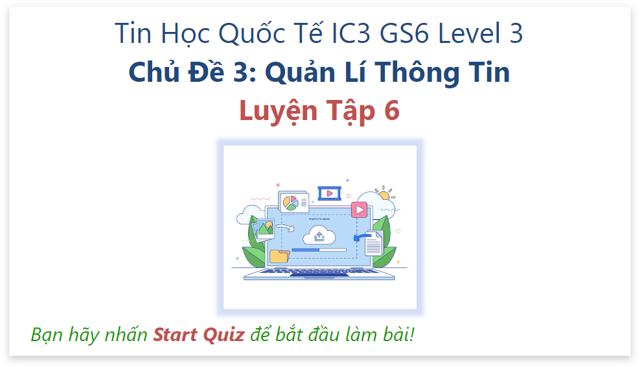 Tin Học Quốc Tế IC3 GS6 Level 3
Chủ Đề 3: Quản Lí Thông Tin
Luyện Tập 6
Bạn hãy nhấn Start Quiz để bắt đầu làm bài!